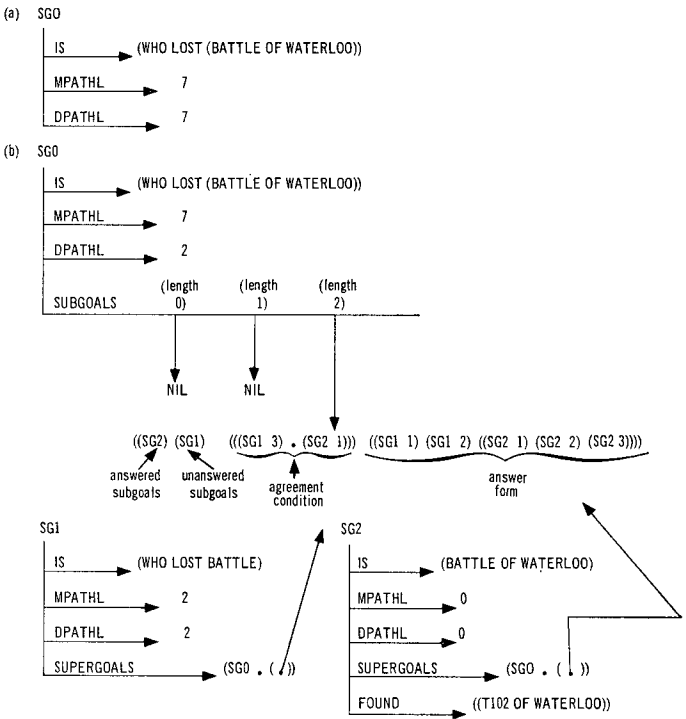 (a) SG0
IS (WHO LOST (BATTLE OF WATERLOO))
MPATHL 7
DPATHL 7
(b) SG0
IS (WHO LOST (BATTLE OF WATERLOO))
MPATHL 7
DPATHL 2
(length 0) (length 1) (length 2)
SUBGOALS
NIL NIL
((SG2) (SG1) (((SG1 3) . (SG2 1))) ((SG1 1) (SG1 2) ((SG2 1) (SG2 2) (SG2 3))))
answered subgoals unanswered subgoals agreement condition answer form
SG1 SG2
IS (WHO LOST BATTLE) IS (BATTLE OF WATERLOO)
MPATHL 2 MPATHL 0
DPATHL 2 DPATHL 0
SUPERGOALS (SG0 . ( . )) SUPERGOALS (SG0 . ( . ))
FOUND ((T102 OF WATERLOO))